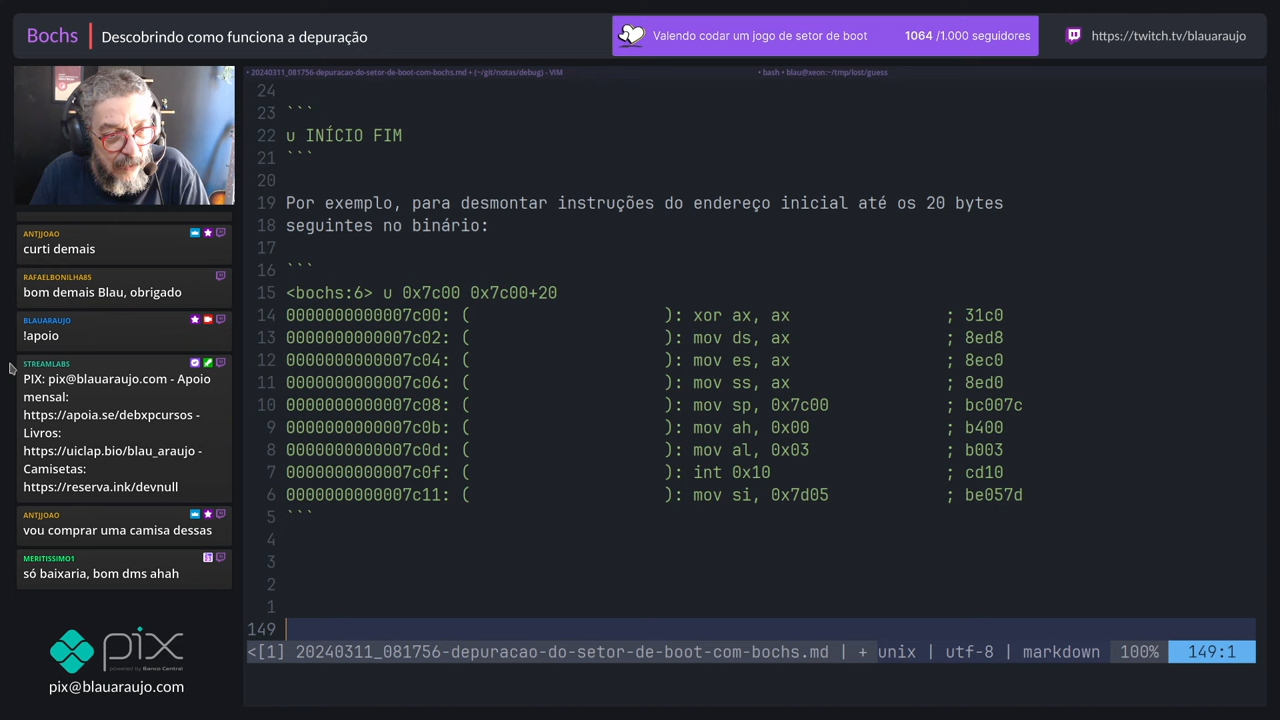 Bochs | Descobrindo como funciona a depuração
Valendo codar um jogo de setor de boot 1064 /1.000 seguidores
https://twitch.tv/blauaraujo
• 20240311_081756-depuracao-do-setor-de-boot-com-bochs.md + (~/git/notas/debug) - VIM
• bash • blau@xeon:~/tmp/lost/guess
ANTJJOAO
curti demais
RAFAELBONILHA85
bom demais Blau, obrigado
BLAUARAUJO
!apoio
STREAMLABS
PIX: pix@blauaraujo.com - Apoio
mensal:
https://apoia.se/debxpcursos -
Livros:
https://uiclap.bio/blau_araujo -
Camisetas:
https://reserva.ink/devnull
ANTJJOAO
vou comprar uma camisa dessas
MERITISSIMO1
só baixaria, bom dms ahah
pix
powered by Banco Central
pix@blauaraujo.com
24
23 ```
22 u INÍCIO FIM
21 ```
20
19 Por exemplo, para desmontar instruções do endereço inicial até os 20 bytes
18 seguintes no binário:
17
16 ```
15 <bochs:6> u 0x7c00 0x7c00+20
14 0000000000007c00: (                    ): xor ax, ax                ; 31c0
13 0000000000007c02: (                    ): mov ds, ax                ; 8ed8
12 0000000000007c04: (                    ): mov es, ax                ; 8ec0
11 0000000000007c06: (                    ): mov ss, ax                ; 8ed0
10 0000000000007c08: (                    ): mov sp, 0x7c00            ; bc007c
9 0000000000007c0b: (                    ): mov ah, 0x00              ; b400
8 0000000000007c0d: (                    ): mov al, 0x03              ; b003
7 0000000000007c0f: (                    ): int 0x10                  ; cd10
6 0000000000007c11: (                    ): mov si, 0x7d05            ; be057d
5 ```
4
3
2
1
149
<[1] 20240311_081756-depuracao-do-setor-de-boot-com-bochs.md | + unix | utf-8 | markdown 100% 149:1